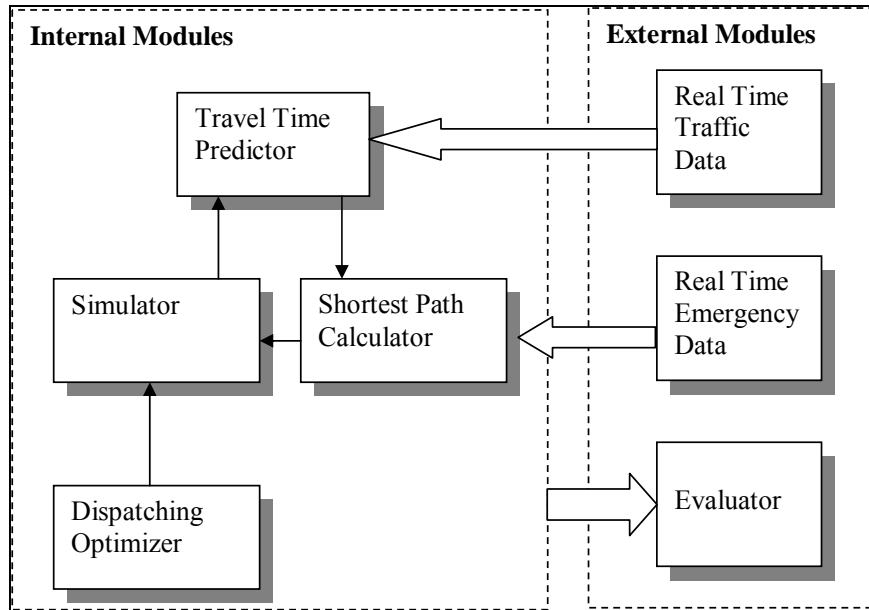 Internal Modules
External Modules
Travel Time
Predictor
Real Time
Traffic
Data
Simulator
Shortest Path
Calculator
Real Time
Emergency
Data
Dispatching
Optimizer
Evaluator